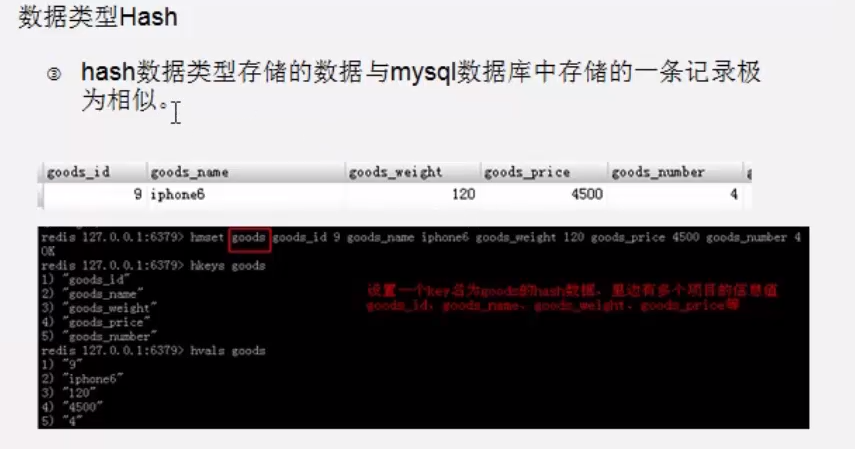 数据类型Hash
③ hash数据类型存储的数据与mysql数据库中存储的一条记录极
为相似。
goods_id goods_name goods_weight goods_price goods_number
9 iphone6 120 4500 4
redis 127.0.0.1:6379> hmset goods goods_id 9 goods_name iphone6 goods_weight 120 goods_price 4500 goods_number 4
OK
redis 127.0.0.1:6379> hkeys goods
1) "goods_id"
2) "goods_name"
3) "goods_weight"
4) "goods_price"
5) "goods_number"
设置一个key名为goods的hash数据，里边有多个项目的信息值
goods_id、goods_name、goods_weight、goods_price等
redis 127.0.0.1:6379> hvals goods
1) "9"
2) "iphone6"
3) "120"
4) "4500"
5) "4"